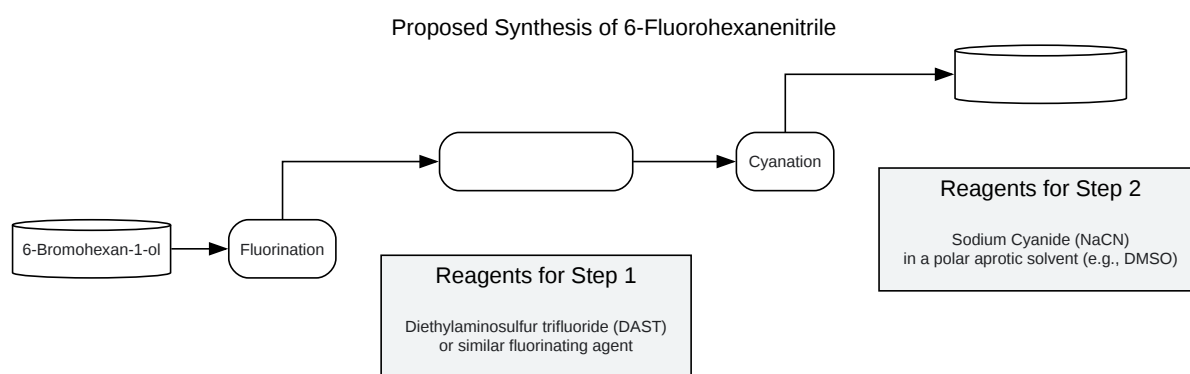 Proposed Synthesis of 6-Fluorohexanenitrile
6-Bromohexan-1-ol
Fluorination
Cyanation
Reagents for Step 1
Diethylaminosulfur trifluoride (DAST)
or similar fluorinating agent
Reagents for Step 2
Sodium Cyanide (NaCN)
in a polar aprotic solvent (e.g., DMSO)